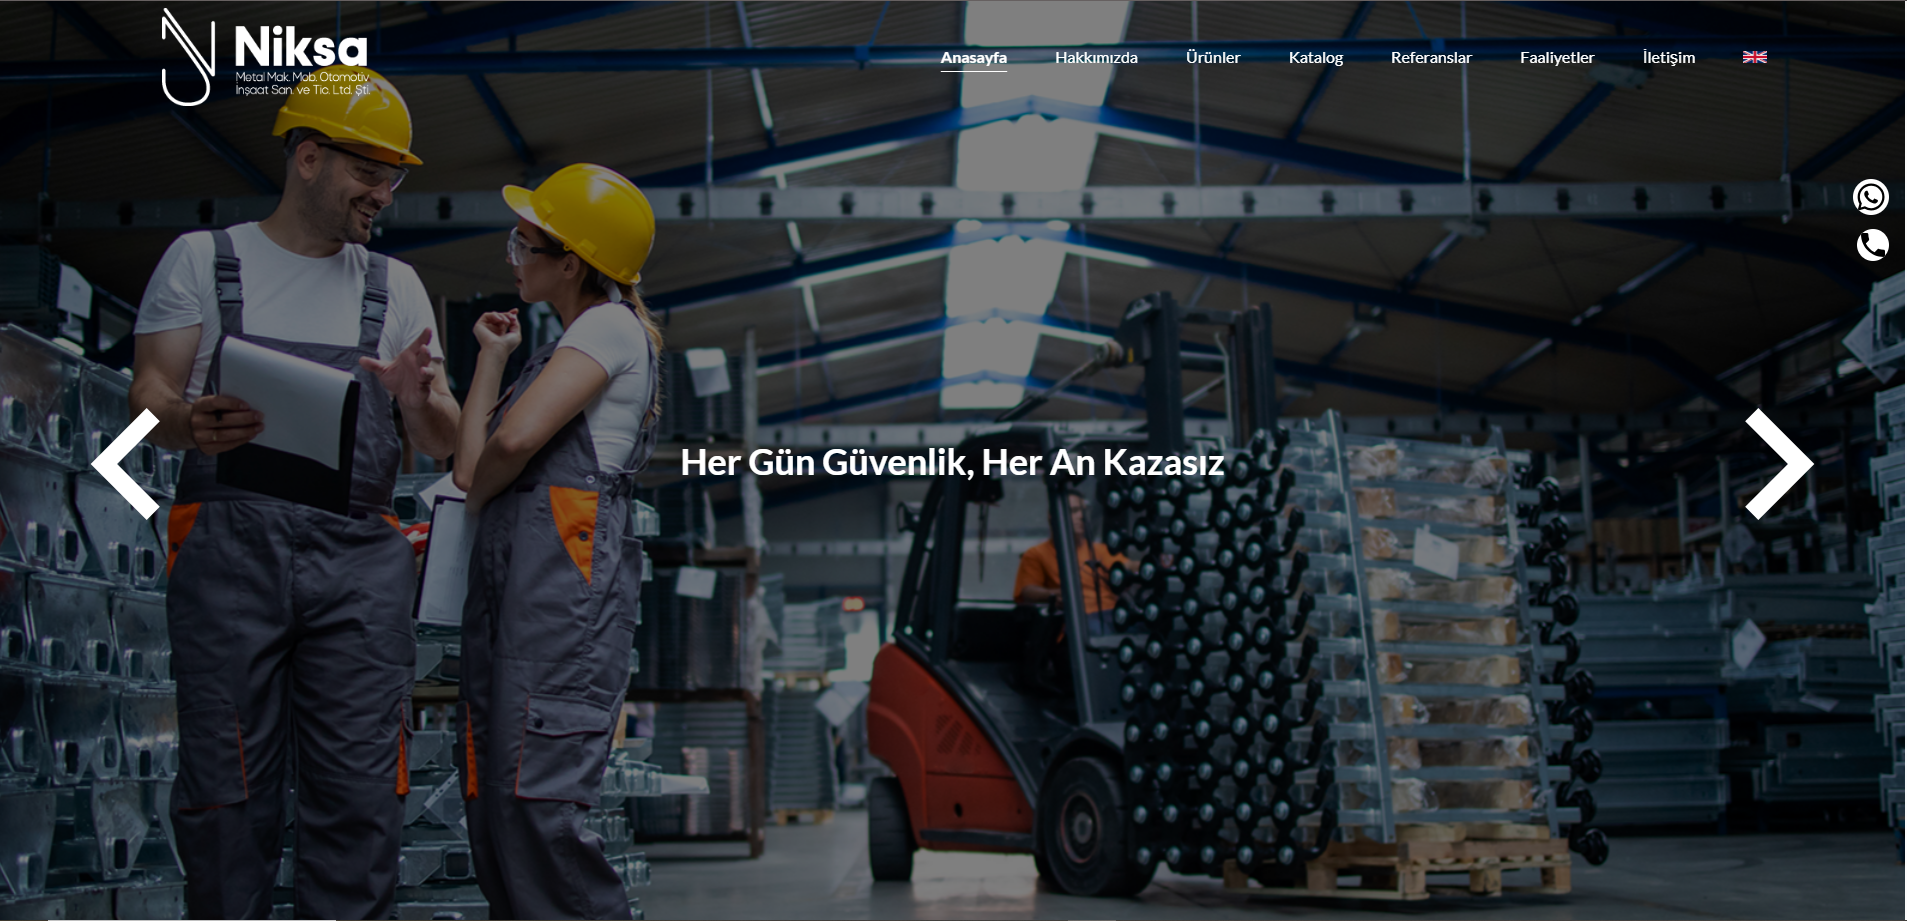 Niksa
Metal Mak. Mob. Otomotiv
İnşaat San. ve Tic. Ltd. Şti.
Anasayfa Hakkımızda Ürünler Katalog Referanslar Faaliyetler İletişim
Her Gün Güvenlik, Her An Kazasız